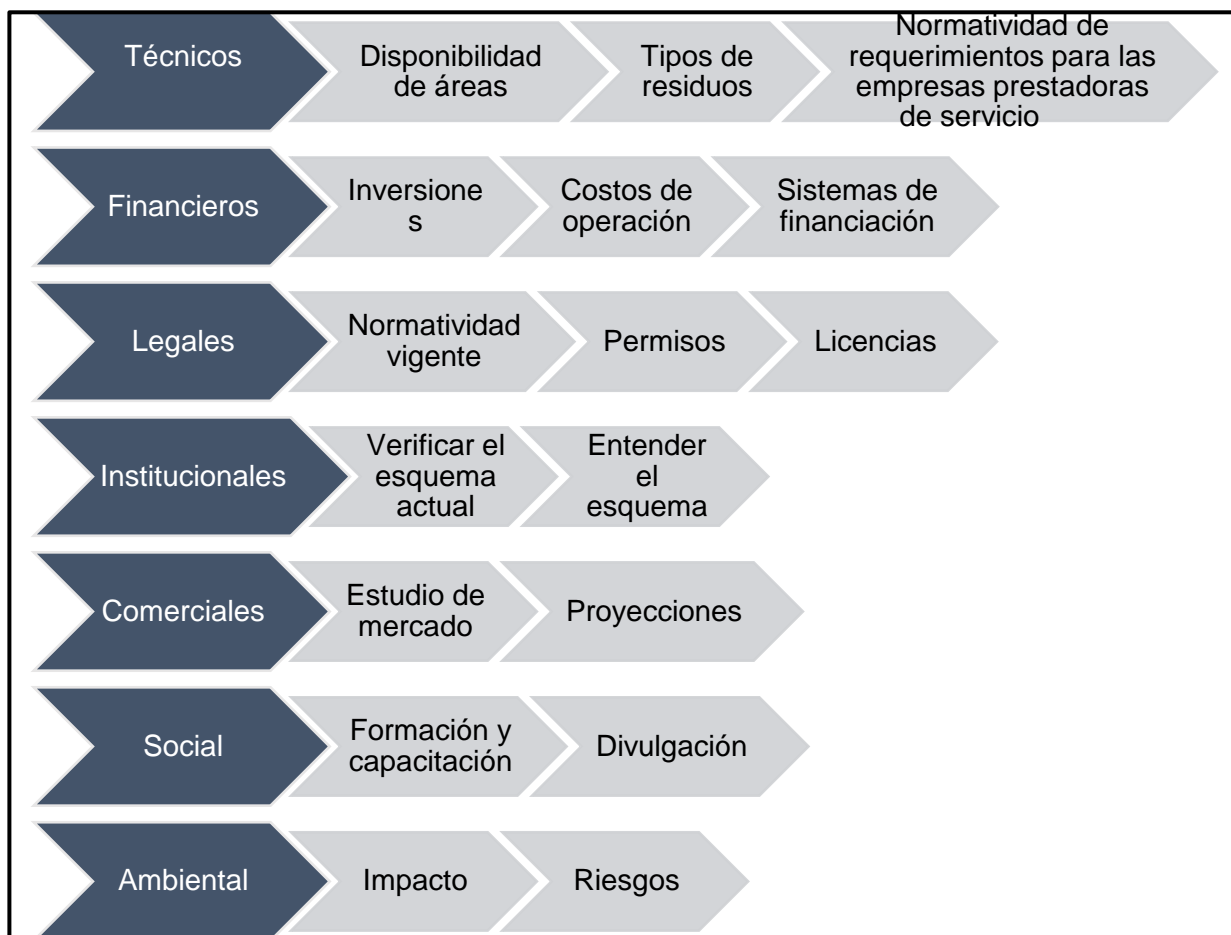 Técnicos
Disponibilidad
de áreas
Tipos de
residuos
Normatividad de
requerimientos para las
empresas prestadoras
de servicio
Financieros
Inversione
s
Costos de
operación
Sistemas de
financiación
Legales
Normatividad
vigente
Permisos
Licencias
Institucionales
Verificar el
esquema
actual
Entender
el
esquema
Comerciales
Estudio de
mercado
Proyecciones
Social
Formación y
capacitación
Divulgación
Ambiental
Impacto
Riesgos